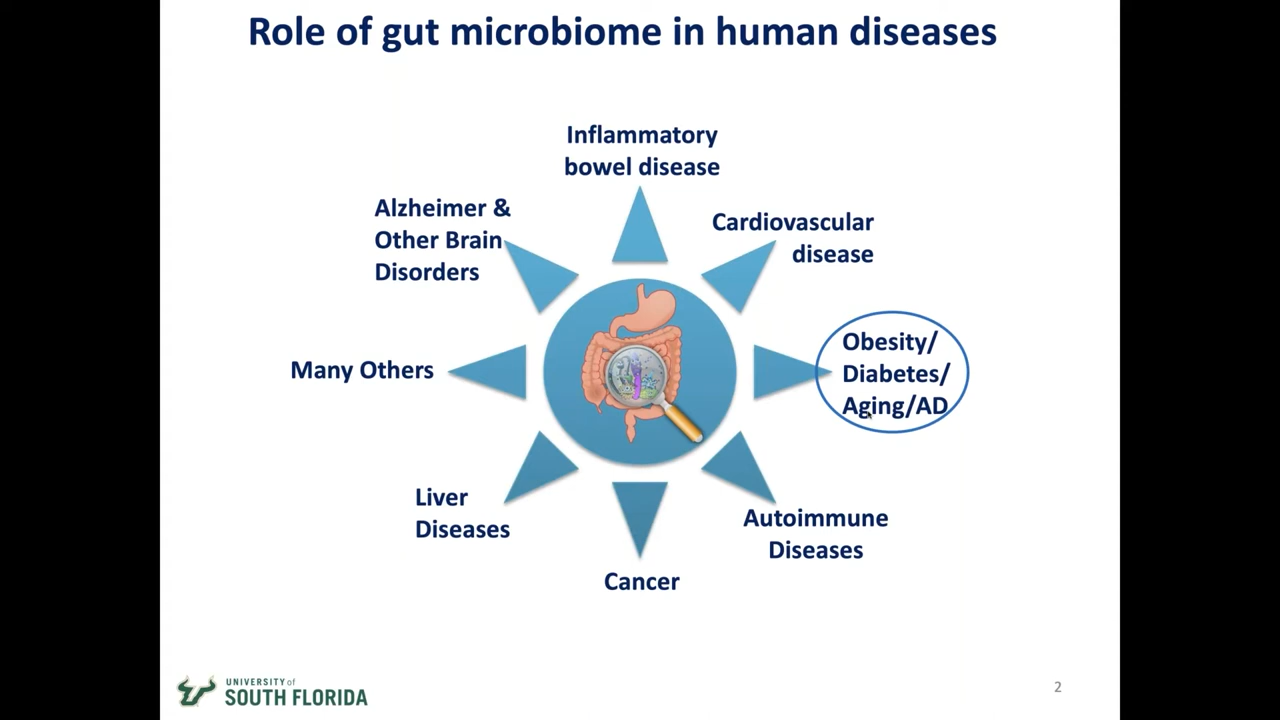 Role of gut microbiome in human diseases
Inflammatory
bowel disease
Alzheimer &
Other Brain
Disorders
Cardiovascular
disease
Many Others
Obesity/
Diabetes/
Aging/AD
Liver
Diseases
Autoimmune
Diseases
Cancer
UNIVERSITY of
SOUTH FLORIDA
2